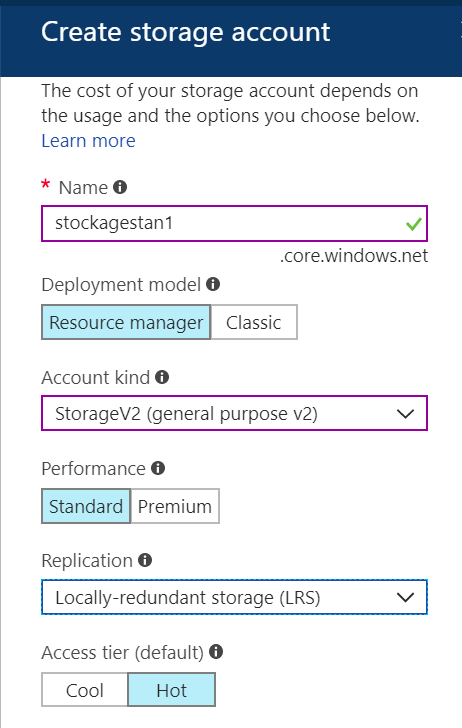 Create storage account
The cost of your storage account depends on
the usage and the options you choose below.
Learn more
* Name
stockagestan1
.core.windows.net
Deployment model
Resource manager Classic
Account kind
StorageV2 (general purpose v2)
Performance
Standard Premium
Replication
Locally-redundant storage (LRS)
Access tier (default)
Cool Hot